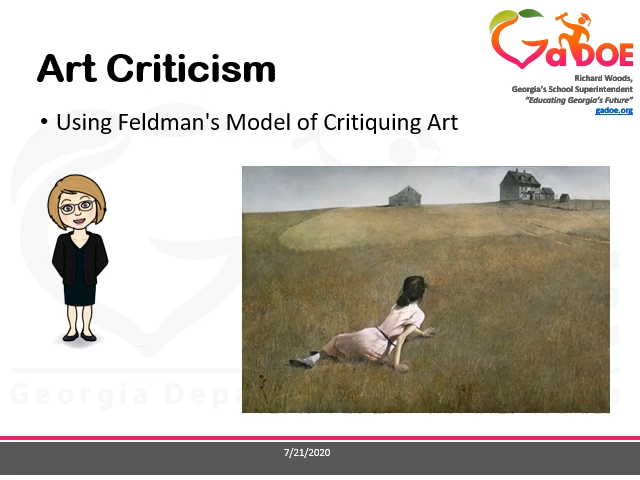 GaDOE
Richard Woods,
Georgia's School Superintendent
"Educating Georgia's Future"
gadoe.org
Art Criticism
• Using Feldman's Model of Critiquing Art
Georgia Depa
7/21/2020